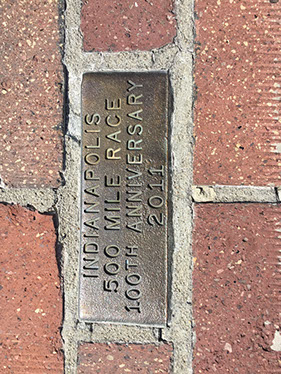 INDIANAPOLIS
500 MILE RACE
100TH ANNIVERSARY
2011